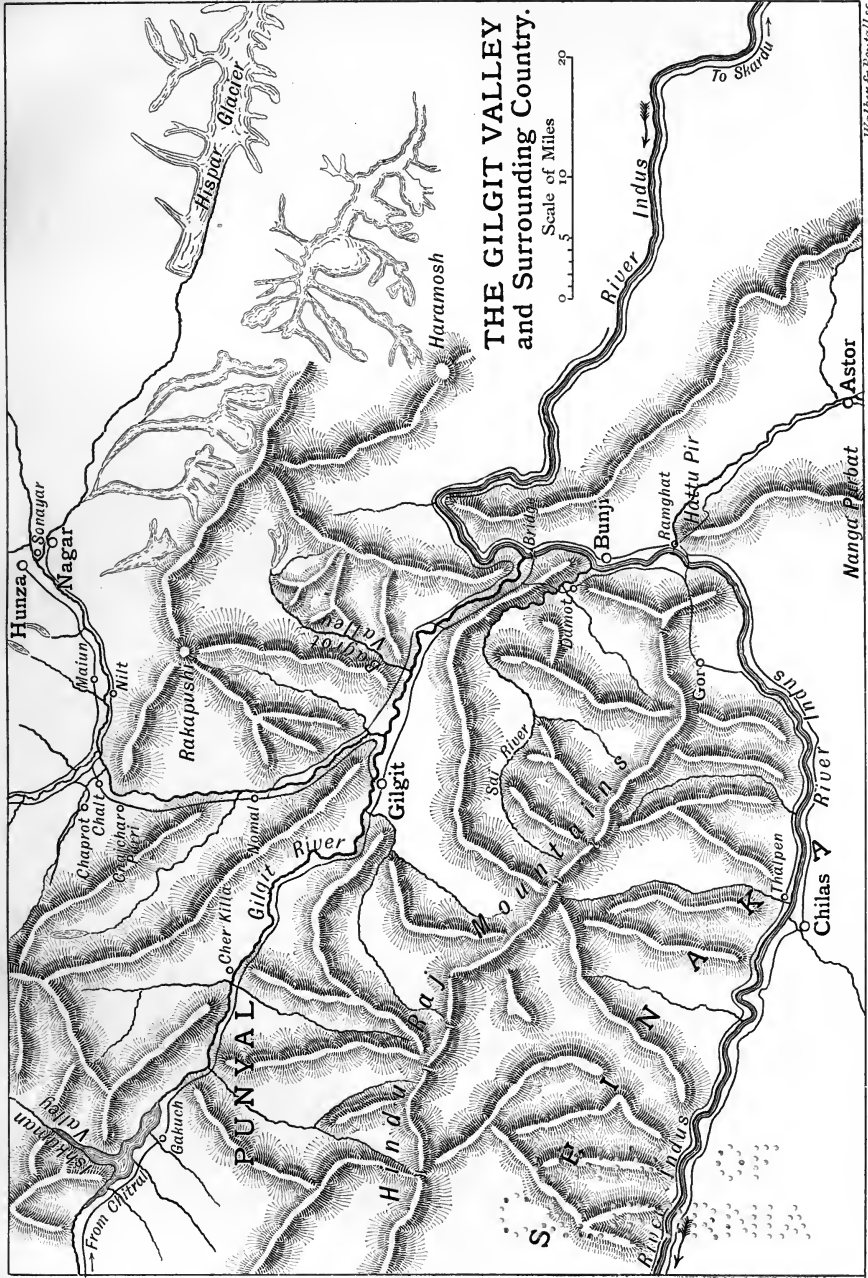 THE GILGIT VALLEY
and Surrounding Country.
Scale of Miles
0 5 10 20
From Chitral
Ishkaman
Valley
Gakuch
PUNYAL
Cher Killa
Gilgit River
Chaprot
Chalt
Nomal
Gilgit
Maiun
Nilt
Hunza
Sonayar
Nagar
Rakapushi
Bagrot
Valley
Hispar Glacier
Haramosh
River Indus
To Skardu
Bridge
Bunji
Damot
Ramghat
Hattu Pir
Astor
Nanga Parbat
Sai River
Gor
Hindu Raj Mountains
SHINAKA
Thalpen
Chilas
River Indus
River Indus